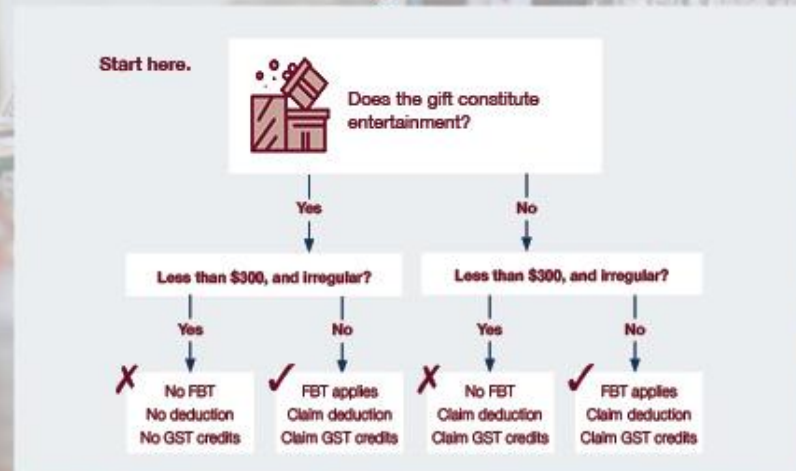 Start here.
Does the gift constitute
entertainment?
Yes
No
Less than $300, and irregular?
Less than $300, and irregular?
Yes
No
Yes
No
✗
No FBT
No deduction
No GST credits
✓
FBT applies
Claim deduction
Claim GST credits
✗
No FBT
Claim deduction
Claim GST credits
✓
FBT applies
Claim deduction
Claim GST credits